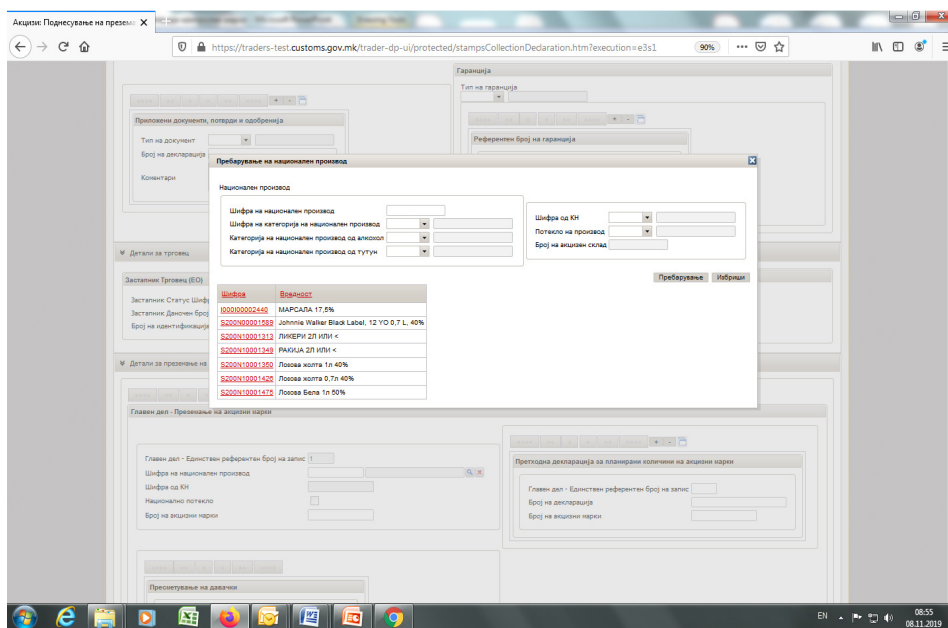 Акцизи: Поднесување на презема
https://traders-test.customs.gov.mk/trader-dp-ui/protected/stampsCollectionDeclaration.htm?execution=e3s1
90%
Гаранција
Тип на гаранција
Приложени документи, потврди и одобренија
Референтен број на гаранција
Тип на документ
Број на декларација
Коментари
Пребарување на национален производ
Национален производ
Шифра на национален производ
Шифра на категорија на национален производ
Категорија на национален производ од алкохол
Категорија на национален производ од тутун
Шифра од КН
Потекло на производ
Број на акцизен склад
Пребарување Избриши
Шифра Вредност
I000I00002440 МАРСАЛА 17,5%
S200N00001589 Johnnie Walker Black Label, 12 YO 0,7 L, 40%
S200N10001313 ЛИКЕРИ 2Л ИЛИ <
S200N10001349 РАКИЈА 2Л ИЛИ <
S200N10001350 Лозова жолта 1л 40%
S200N10001426 Лозова жолта 0,7л 40%
S200N10001475 Лозова Бела 1л 50%
Детали за трговец
Застапник Трговец (ЕО)
Застапник Статус Шифр
Застапник Даночен број
Број на идентификација
Детали за преземање на
Главен дел - Преземање на акцизни марки
Главен дел - Единствен референтен број на запис 1
Шифра на национален производ
Шифра од КН
Национално потекло
Број на акцизни марки
Претходна декларација за планирани количини на акцизни марки
Главен дел - Единствен референтен број на запис
Број на декларација
Број на акцизни марки
Пресметување на давачки
EN
08:55
08.11.2019